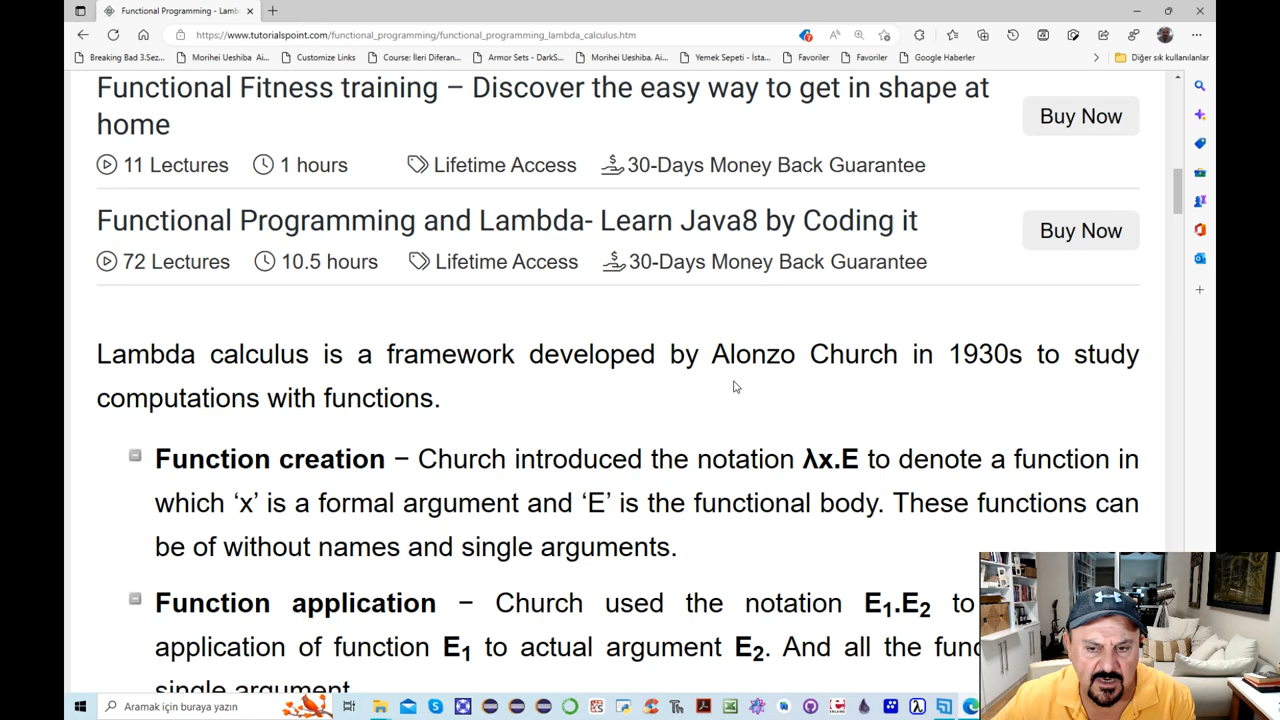 Functional Programming - Lamb
https://www.tutorialspoint.com/functional_programming/functional_programming_lambda_calculus.htm
Breaking Bad 3.Sez... Morihei Ueshiba Ai... Customize Links Course: İleri Diferan... Armor Sets - DarkS... Morihei Ueshiba. Ai... Yemek Sepeti - İsta... Favoriler Favoriler Google Haberler Diğer sık kullanılanlar
Functional Fitness training – Discover the easy way to get in shape at
home
Buy Now
11 Lectures 1 hours Lifetime Access 30-Days Money Back Guarantee
Functional Programming and Lambda- Learn Java8 by Coding it
Buy Now
72 Lectures 10.5 hours Lifetime Access 30-Days Money Back Guarantee
Lambda calculus is a framework developed by Alonzo Church in 1930s to study
computations with functions.
Function creation − Church introduced the notation λx.E to denote a function in
which ‘x’ is a formal argument and ‘E’ is the functional body. These functions can
be of without names and single arguments.
Function application − Church used the notation E₁.E₂ to
application of function E₁ to actual argument E₂. And all the func
single argument
Aramak için buraya yazın